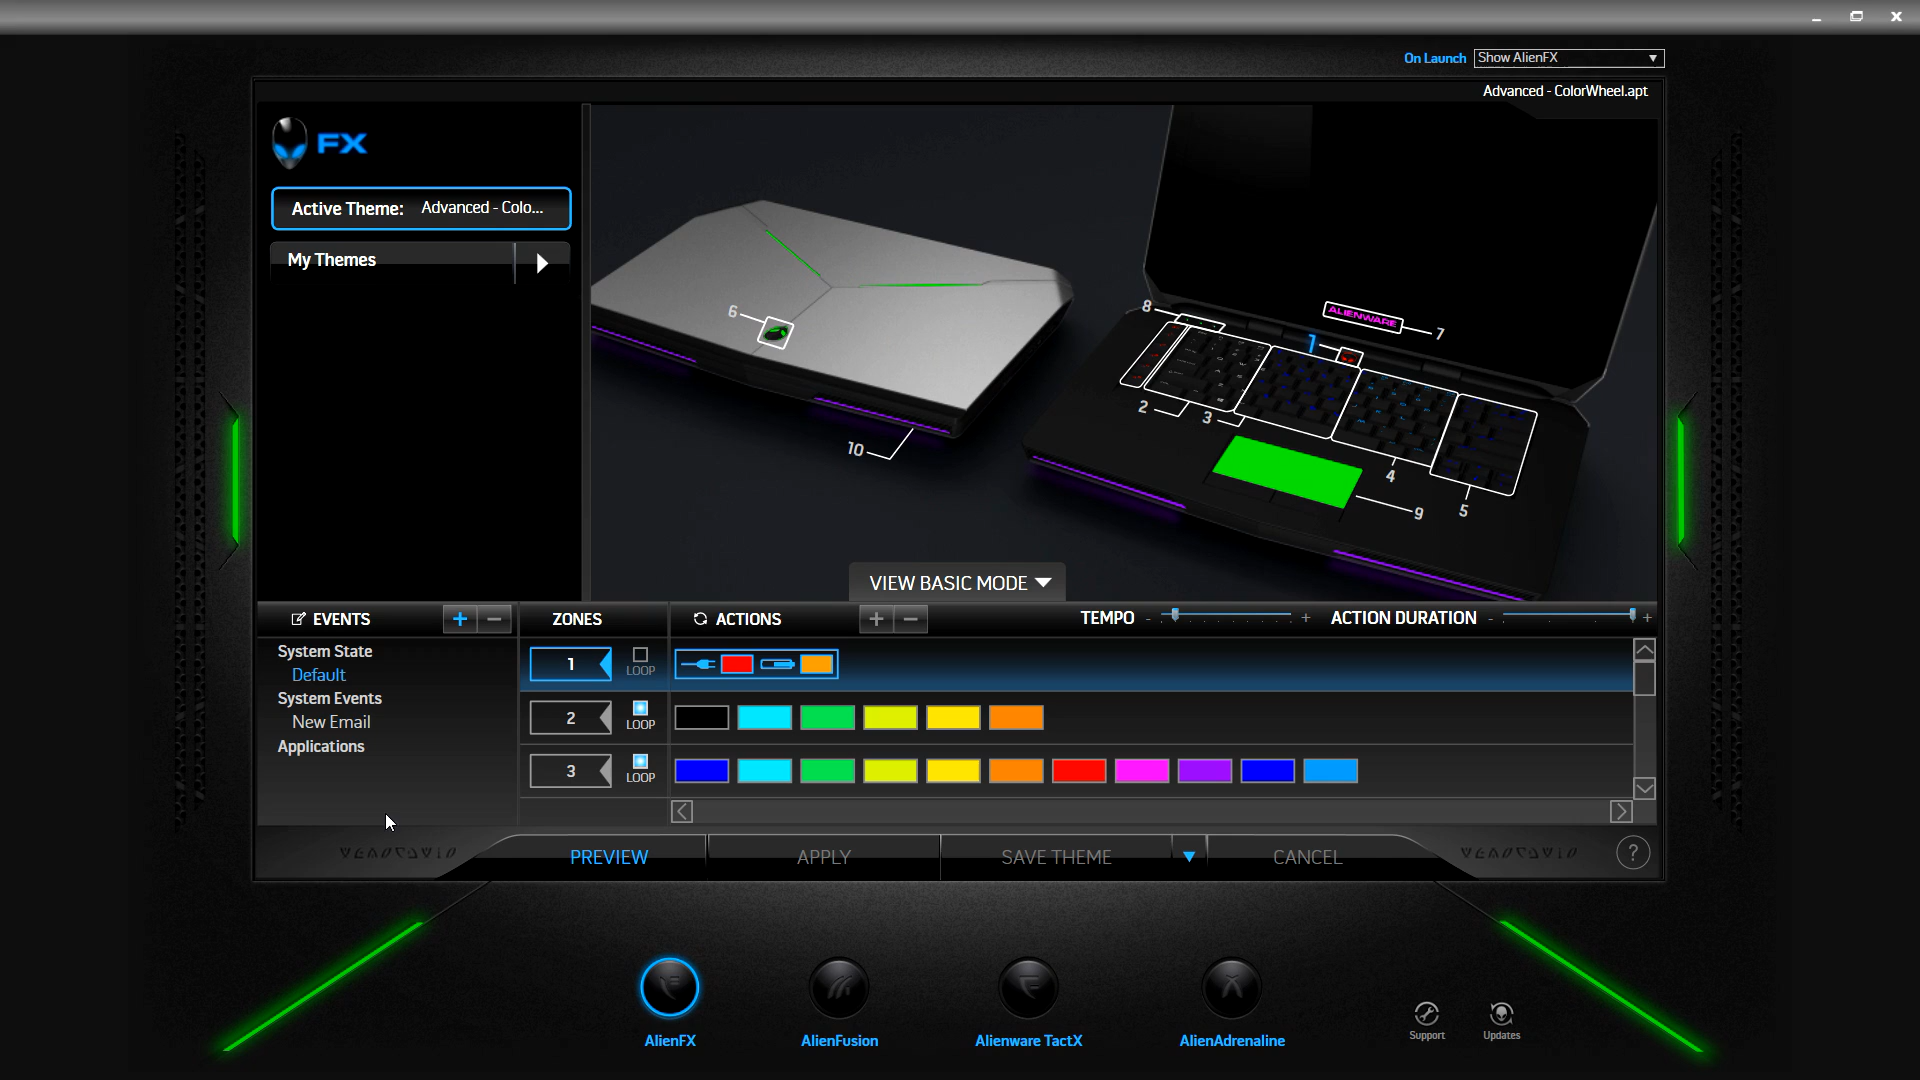 On Launch Show AlienFX
Advanced - ColorWheel.apt
FX
Active Theme: Advanced - Colo...
My Themes
6
10
8
ALIENWARE
7
1
2
3
4
5
9
VIEW BASIC MODE
EVENTS + - ZONES ACTIONS + - TEMPO - + ACTION DURATION - +
System State
Default
System Events
New Email
Applications
1 LOOP
2 LOOP
3 LOOP
PREVIEW APPLY SAVE THEME CANCEL ?
AlienFX AlienFusion Alienware TactX AlienAdrenaline Support Updates